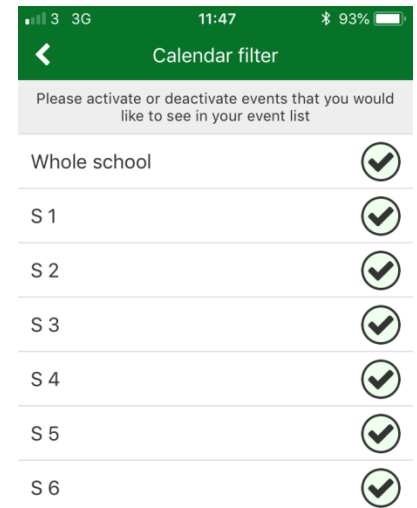 3 3G 11:47 93%
Calendar filter
Please activate or deactivate events that you would
like to see in your event list
Whole school
S 1
S 2
S 3
S 4
S 5
S 6